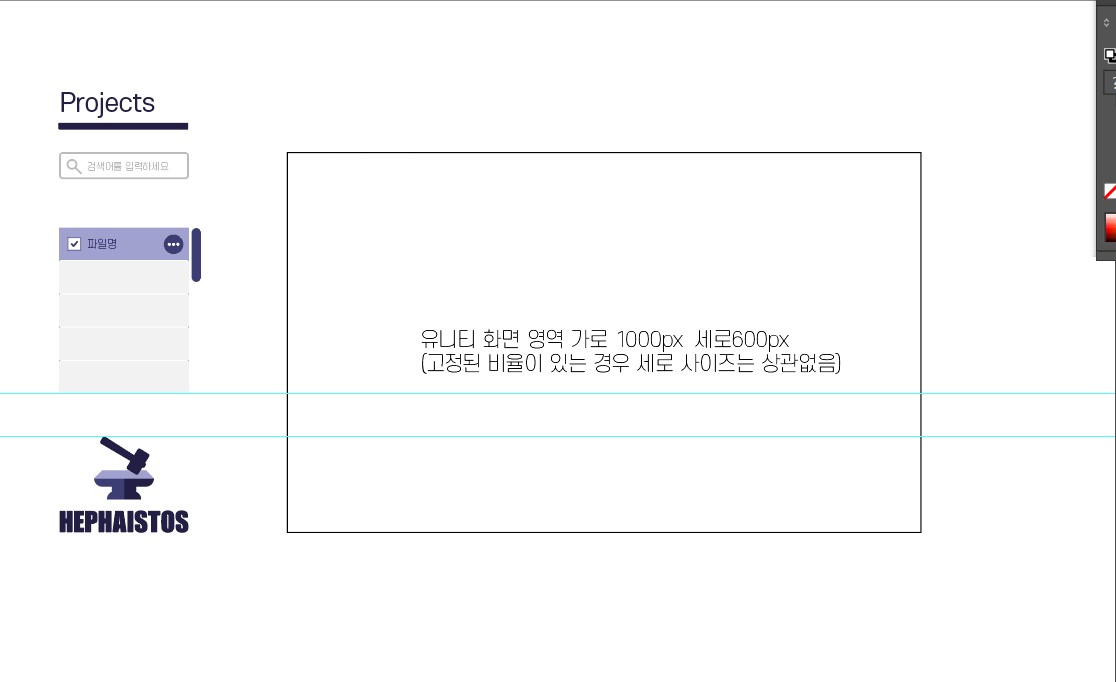 Projects
검색어를 입력하세요
파일명
유니티 화면 영역 가로 1000px 세로600px
(고정된 비율이 있는 경우 세로 사이즈는 상관없음)
HEPHAISTOS